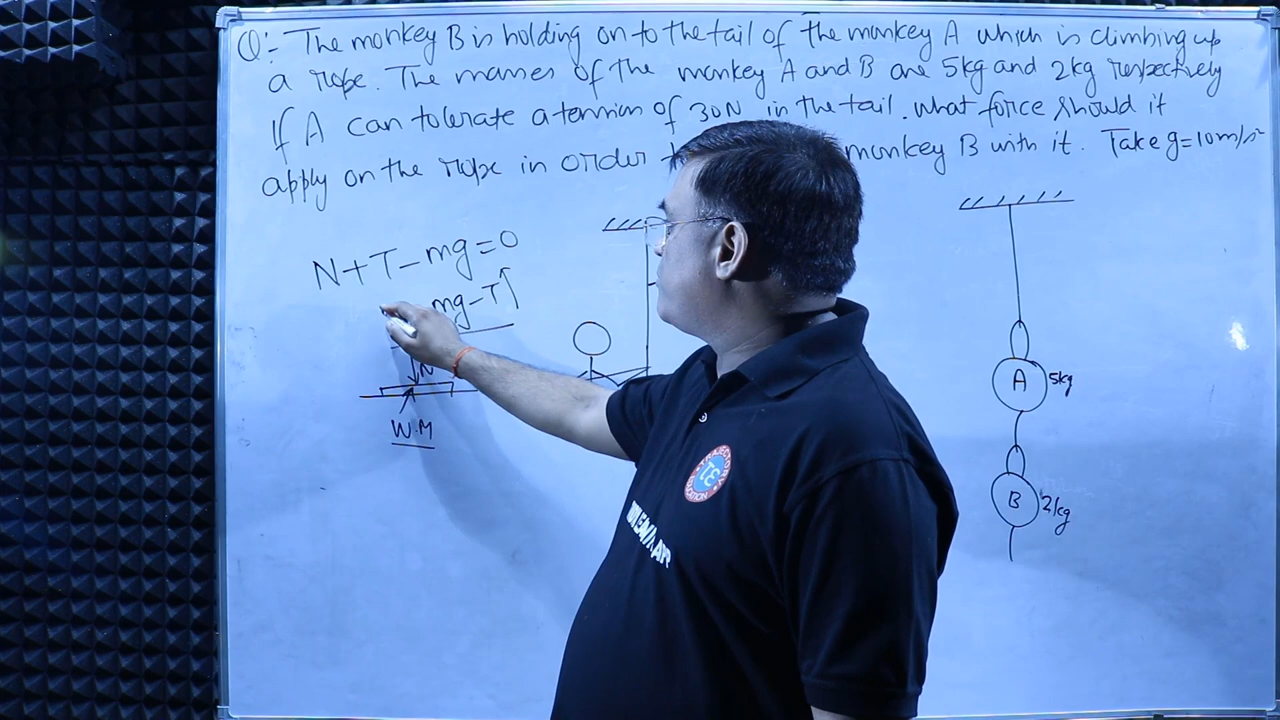 Q:- The monkey B is holding on to the tail of the monkey A which is climbing up
a rope. The masses of the monkey A and B are 5kg and 2kg respectively
If A can tolerate a tension of 30N in the tail. what force should it
apply on the rope in order monkey B with it. Take g=10m/s²
N+T-mg=0
mg-T↑
N
W.M
A 5kg
B 2kg
TE